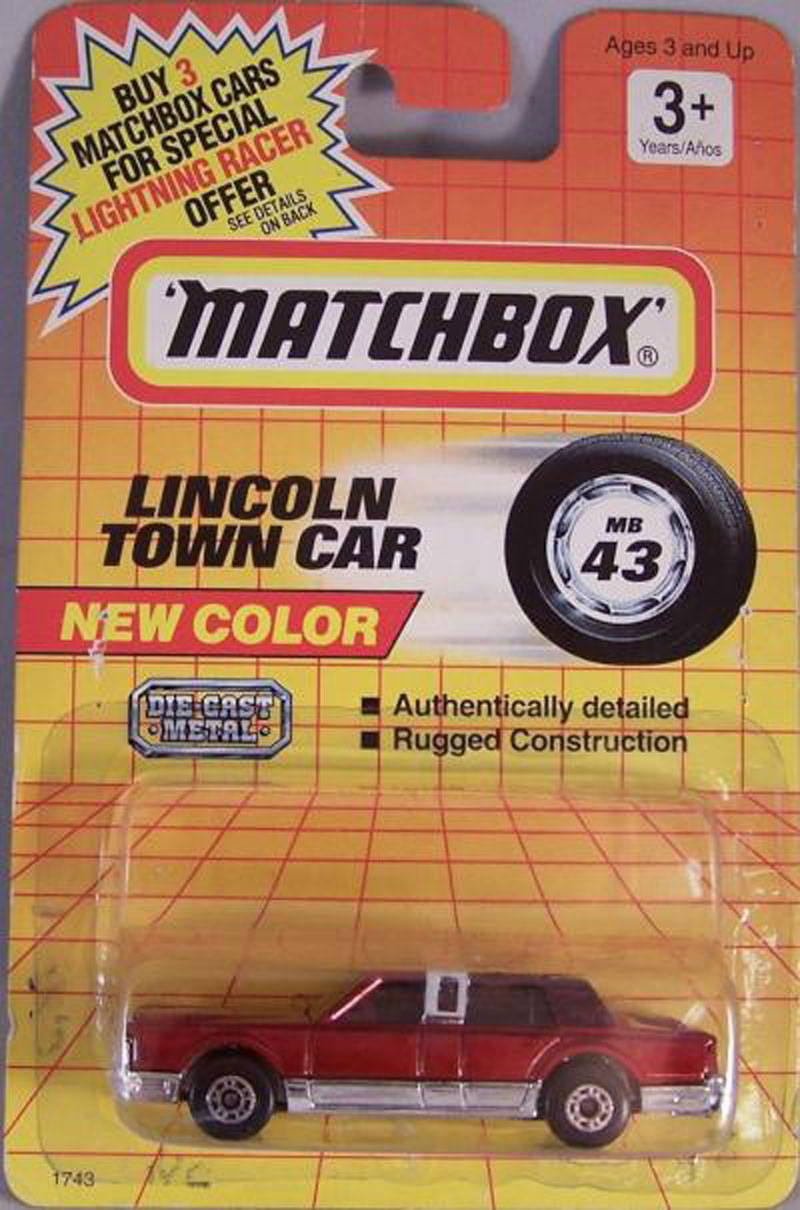 BUY 3
MATCHBOX CARS
FOR SPECIAL
LIGHTNING RACER
OFFER
SEE DETAILS
ON BACK
Ages 3 and Up
3+
Years/Años
'MATCHBOX'®
LINCOLN
TOWN CAR
MB
43
NEW COLOR
DIE-CAST
·METAL·
■ Authentically detailed
■ Rugged Construction
1743